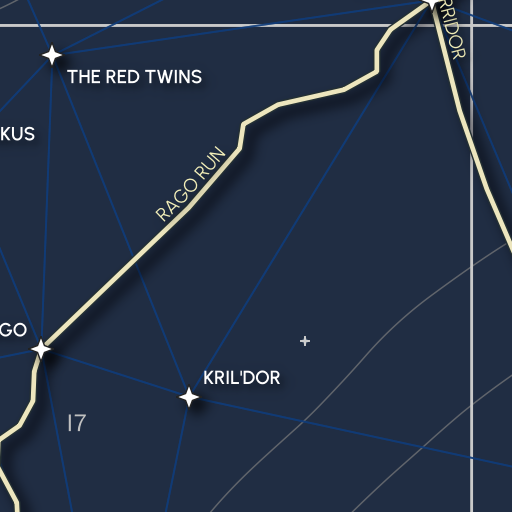 RRIDOR
THE RED TWINS
KUS
RAGO RUN
GO
KRIL'DOR
I7